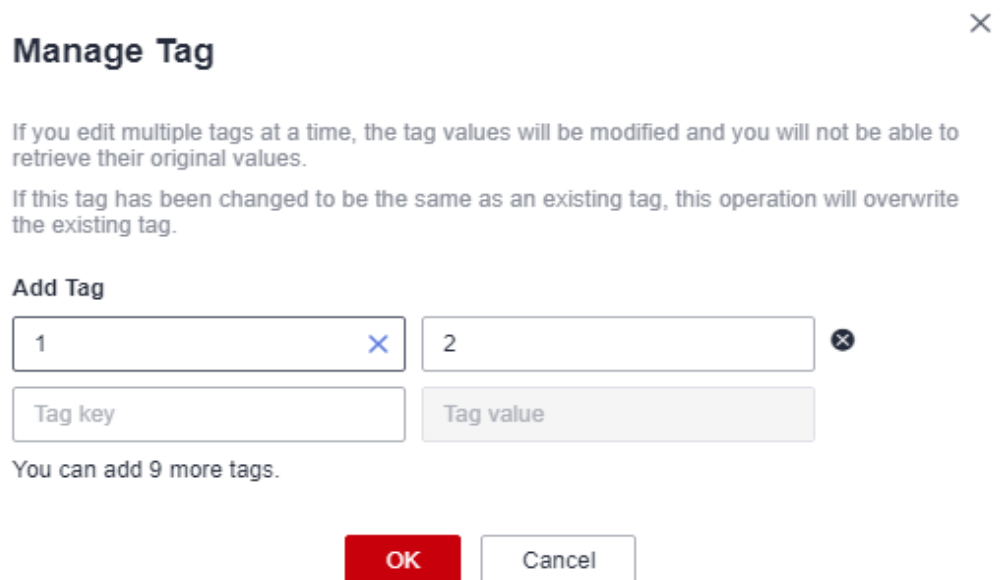 Manage Tag
If you edit multiple tags at a time, the tag values will be modified and you will not be able to
retrieve their original values.
If this tag has been changed to be the same as an existing tag, this operation will overwrite
the existing tag.
Add Tag
1 2
Tag key Tag value
You can add 9 more tags.
OK Cancel